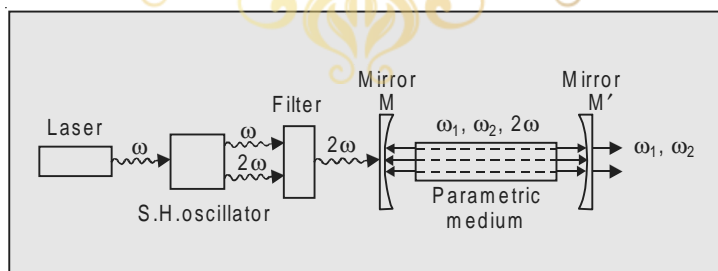 Laser
ω
ω
2ω
S.H.oscillator
Filter
2ω
Mirror
M
ω₁, ω₂, 2ω
Parametric
medium
Mirror
M′
ω₁, ω₂